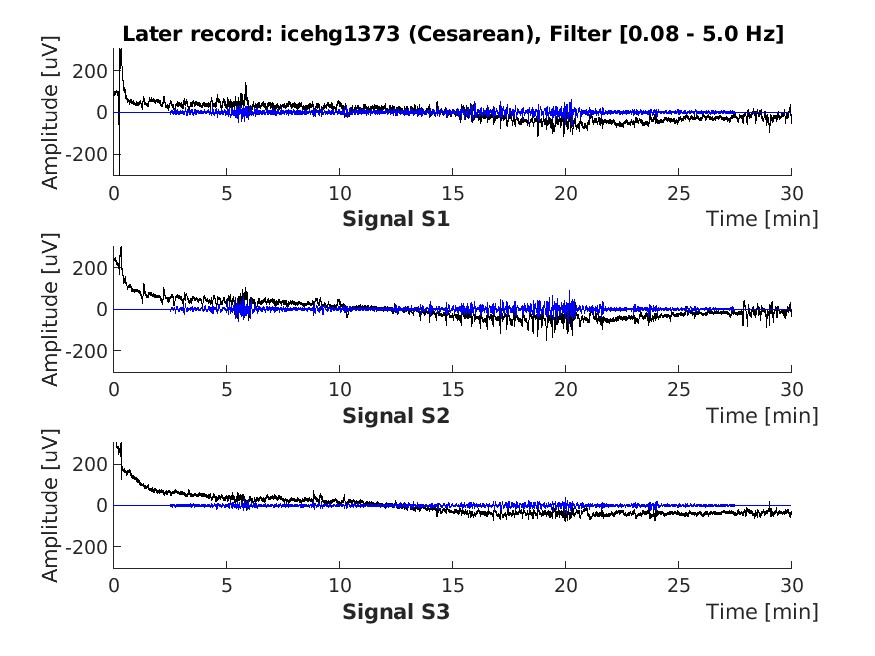 Later record: icehg1373 (Cesarean), Filter [0.08 - 5.0 Hz]
Amplitude [uV]
200
0
-200
0 5 10 15 20 25 30
Signal S1 Time [min]
Amplitude [uV]
200
0
-200
0 5 10 15 20 25 30
Signal S2 Time [min]
Amplitude [uV]
200
0
-200
0 5 10 15 20 25 30
Signal S3 Time [min]